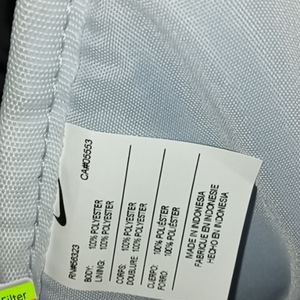 RN#56323
CA#05553
BODY: 100% POLYESTER
LINING: 100% POLYESTER
CORPS: 100% POLYESTER
DOUBLURE: 100% POLYESTER
CUERPO: 100% POLIÉSTER
FORRO: 100% POLIÉSTER
MADE IN INDONESIA
FABRIQUÉ EN INDONÉSIE
HECHO EN INDONESIA
Filter